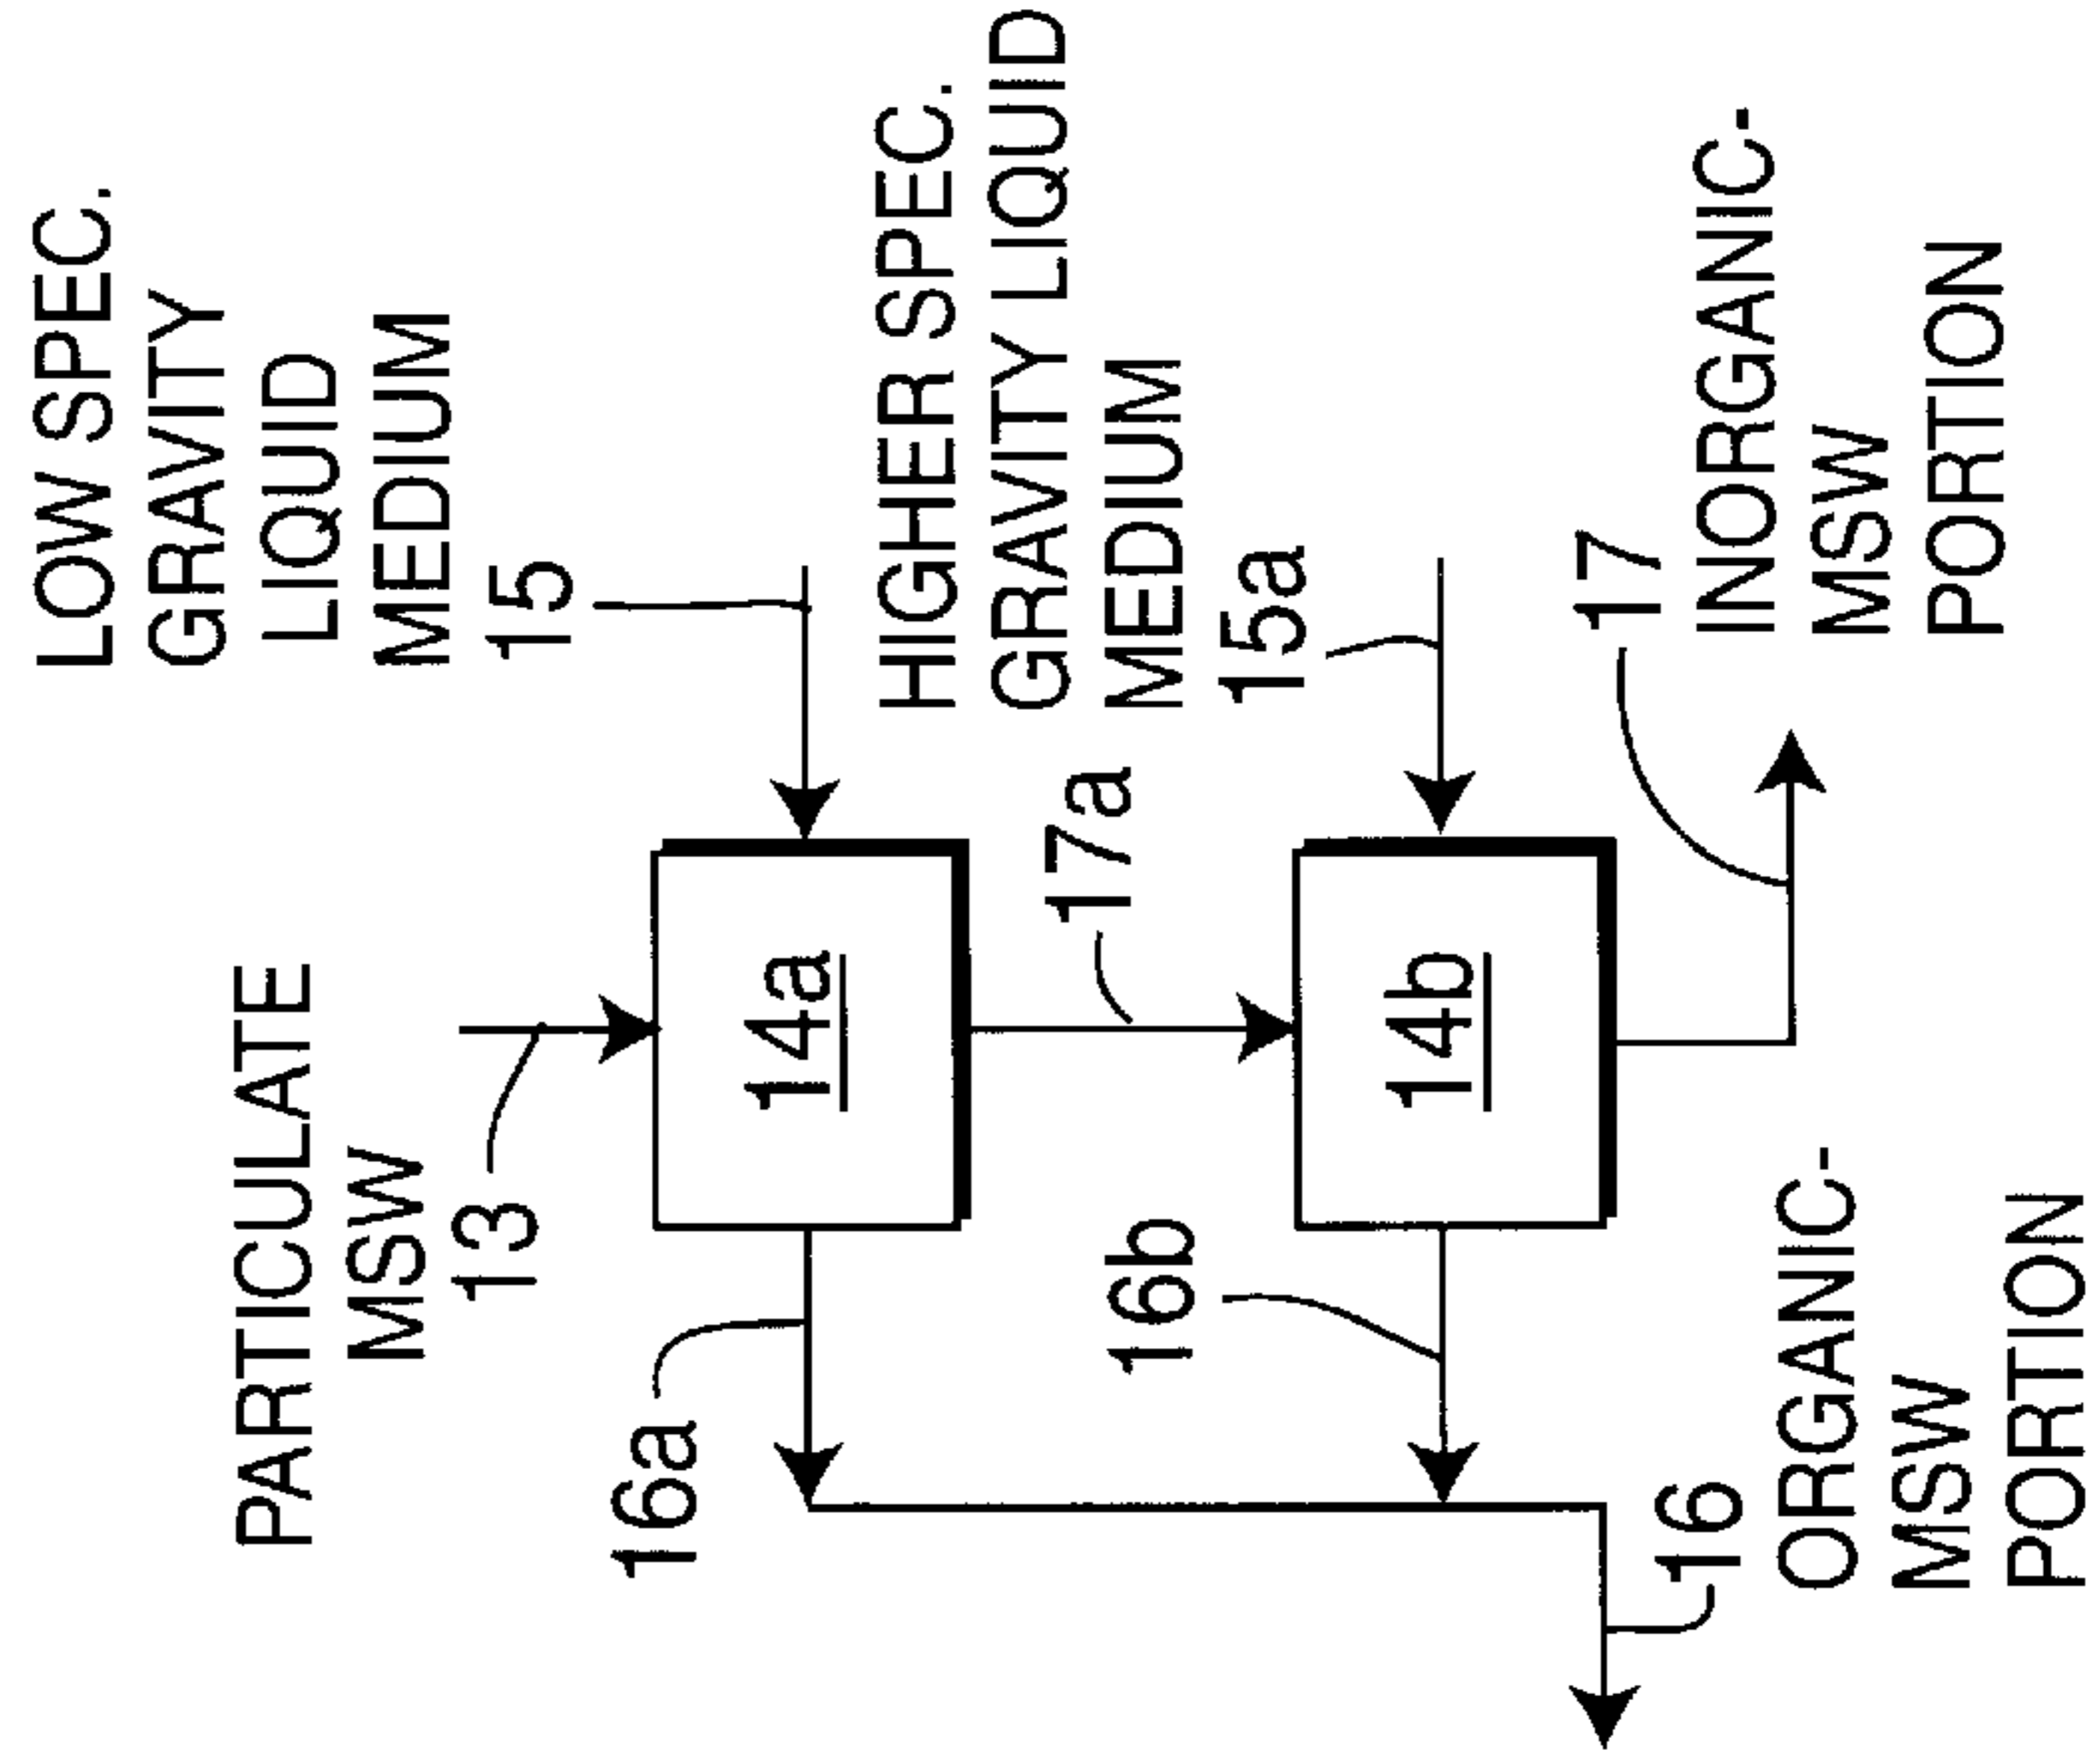 LOW SPEC.
GRAVITY
LIQUID
MEDIUM
15
PARTICULATE
MSW
13
16a
14a
HIGHER SPEC.
GRAVITY LIQUID
MEDIUM
15a
17a
16b
14b
17
INORGANIC-
MSW
PORTION
16
ORGANIC-
MSW
PORTION